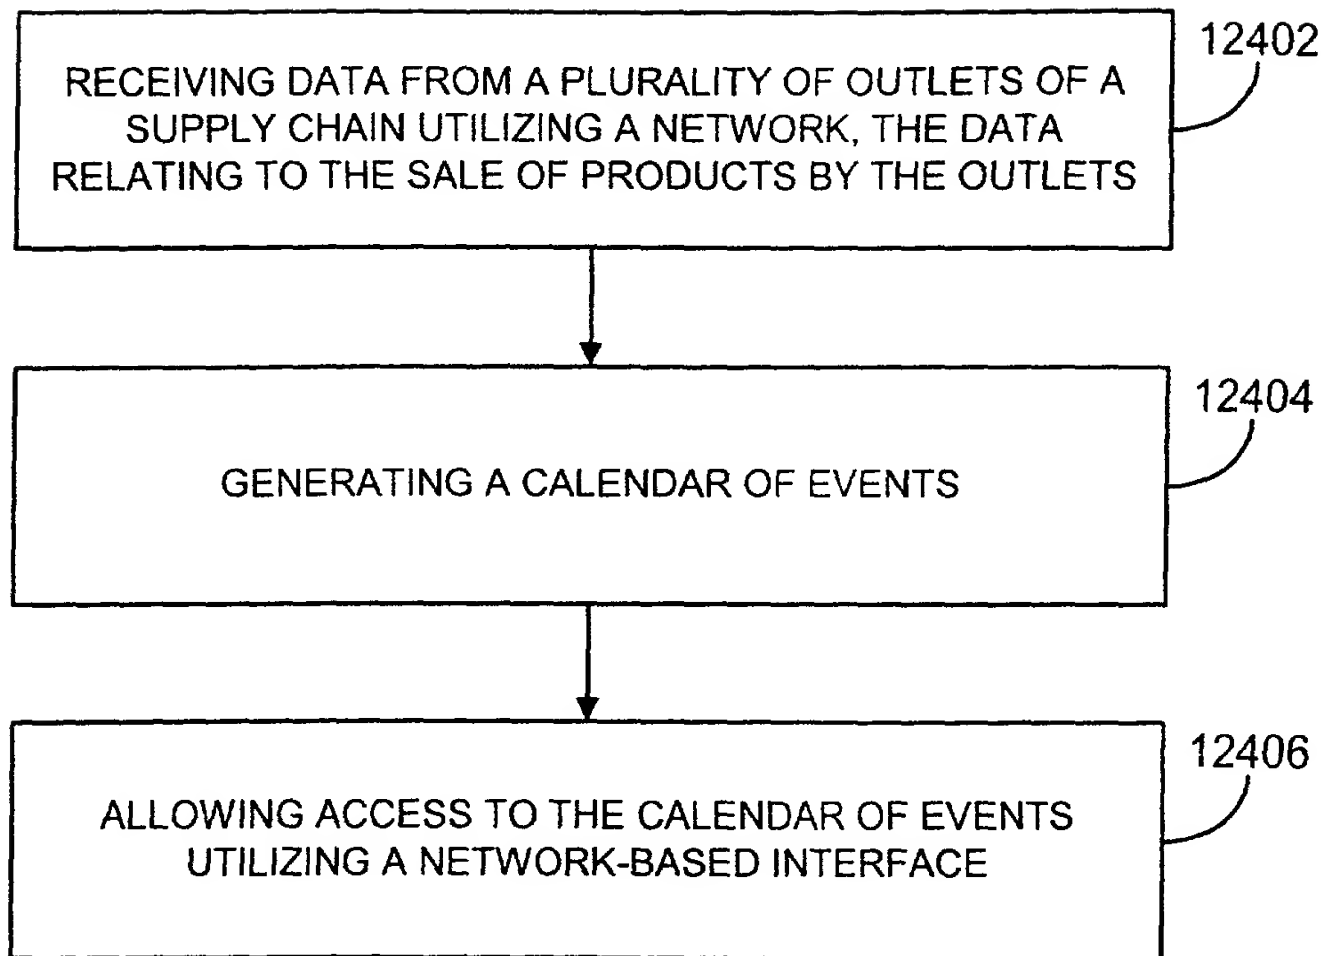 12402
RECEIVING DATA FROM A PLURALITY OF OUTLETS OF A
SUPPLY CHAIN UTILIZING A NETWORK, THE DATA
RELATING TO THE SALE OF PRODUCTS BY THE OUTLETS
12404
GENERATING A CALENDAR OF EVENTS
12406
ALLOWING ACCESS TO THE CALENDAR OF EVENTS
UTILIZING A NETWORK-BASED INTERFACE